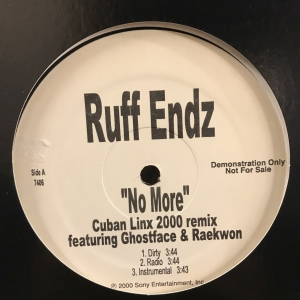 Ruff Endz
Side A
7406
Demonstration Only
Not For Sale
"No More"
Cuban Linx 2000 remix
featuring Ghostface & Raekwon
1. Dirty 3:44
2. Radio 3:44
3. Instrumental 3:43
℗ 2000 Sony Entertainment, Inc